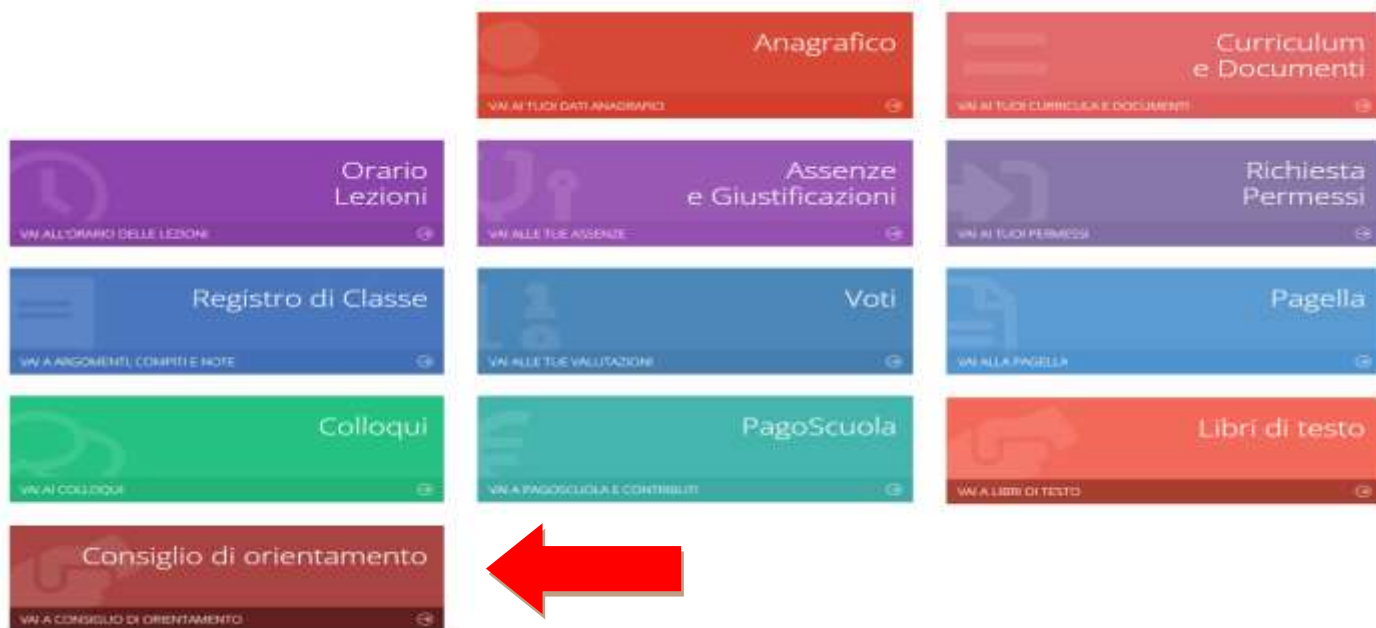 Anagrafico
VAI AI TUOI DATI ANAGRAFICI
Curriculum
e Documenti
VAI AI TUOI CURRICULA E DOCUMENTI
Orario
Lezioni
VAI ALL'ORARIO DELLE LEZIONI
Assenze
e Giustificazioni
VAI ALLE TUE ASSENZE
Richiesta
Permessi
VAI AI TUOI PERMESSI
Registro di Classe
VAI A ARGOMENTI, COMPITI E NOTE
Voti
VAI ALLE TUE VALUTAZIONI
Pagella
VAI ALLA PAGELLA
Colloqui
VAI AI COLLOQUI
PagoScuola
VAI A PAGOSCUOLA E CONTRIBUTI
Libri di testo
VAI A LIBRI DI TESTO
Consiglio di orientamento
VAI A CONSIGLIO DI ORIENTAMENTO